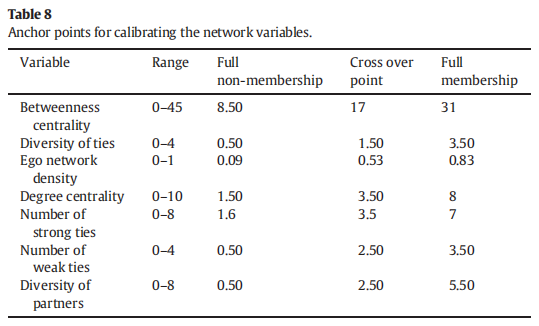 Table 8
Anchor points for calibrating the network variables.
Variable Range Full non-membership Cross over point Full membership
Betweenness centrality 0–45 8.50 17 31
Diversity of ties 0–4 0.50 1.50 3.50
Ego network density 0–1 0.09 0.53 0.83
Degree centrality 0–10 1.50 3.50 8
Number of strong ties 0–8 1.6 3.5 7
Number of weak ties 0–4 0.50 2.50 3.50
Diversity of partners 0–8 0.50 2.50 5.50